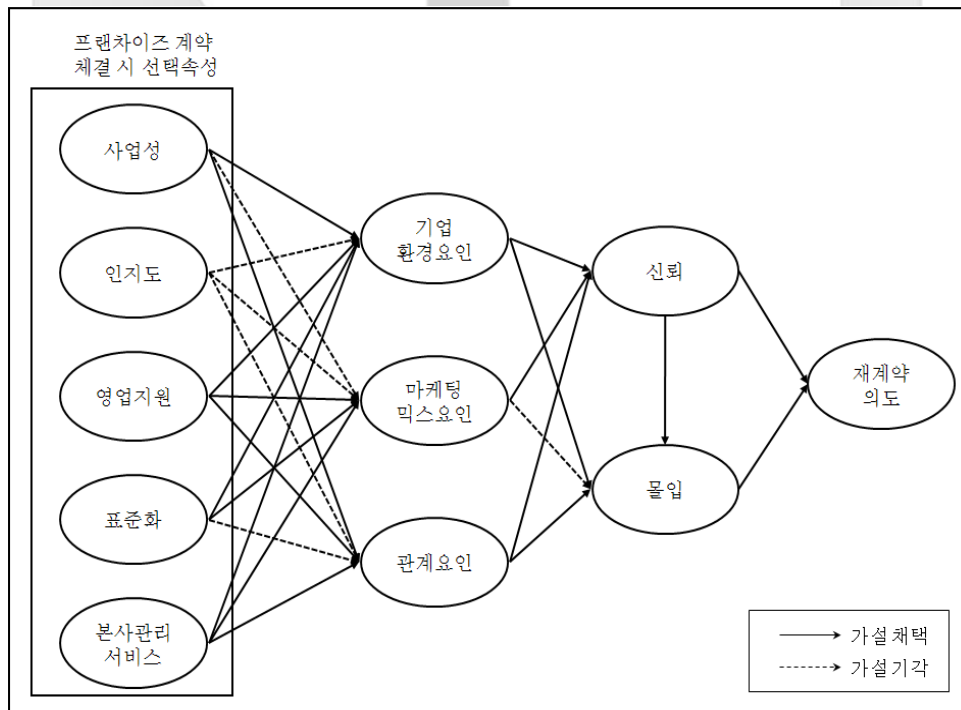 프랜차이즈 계약
체결 시 선택속성
사업성
인지도
영업지원
표준화
본사관리
서비스
기업
환경요인
마케팅
믹스요인
관계요인
신뢰
몰입
재계약
의도
가설채택
가설기각